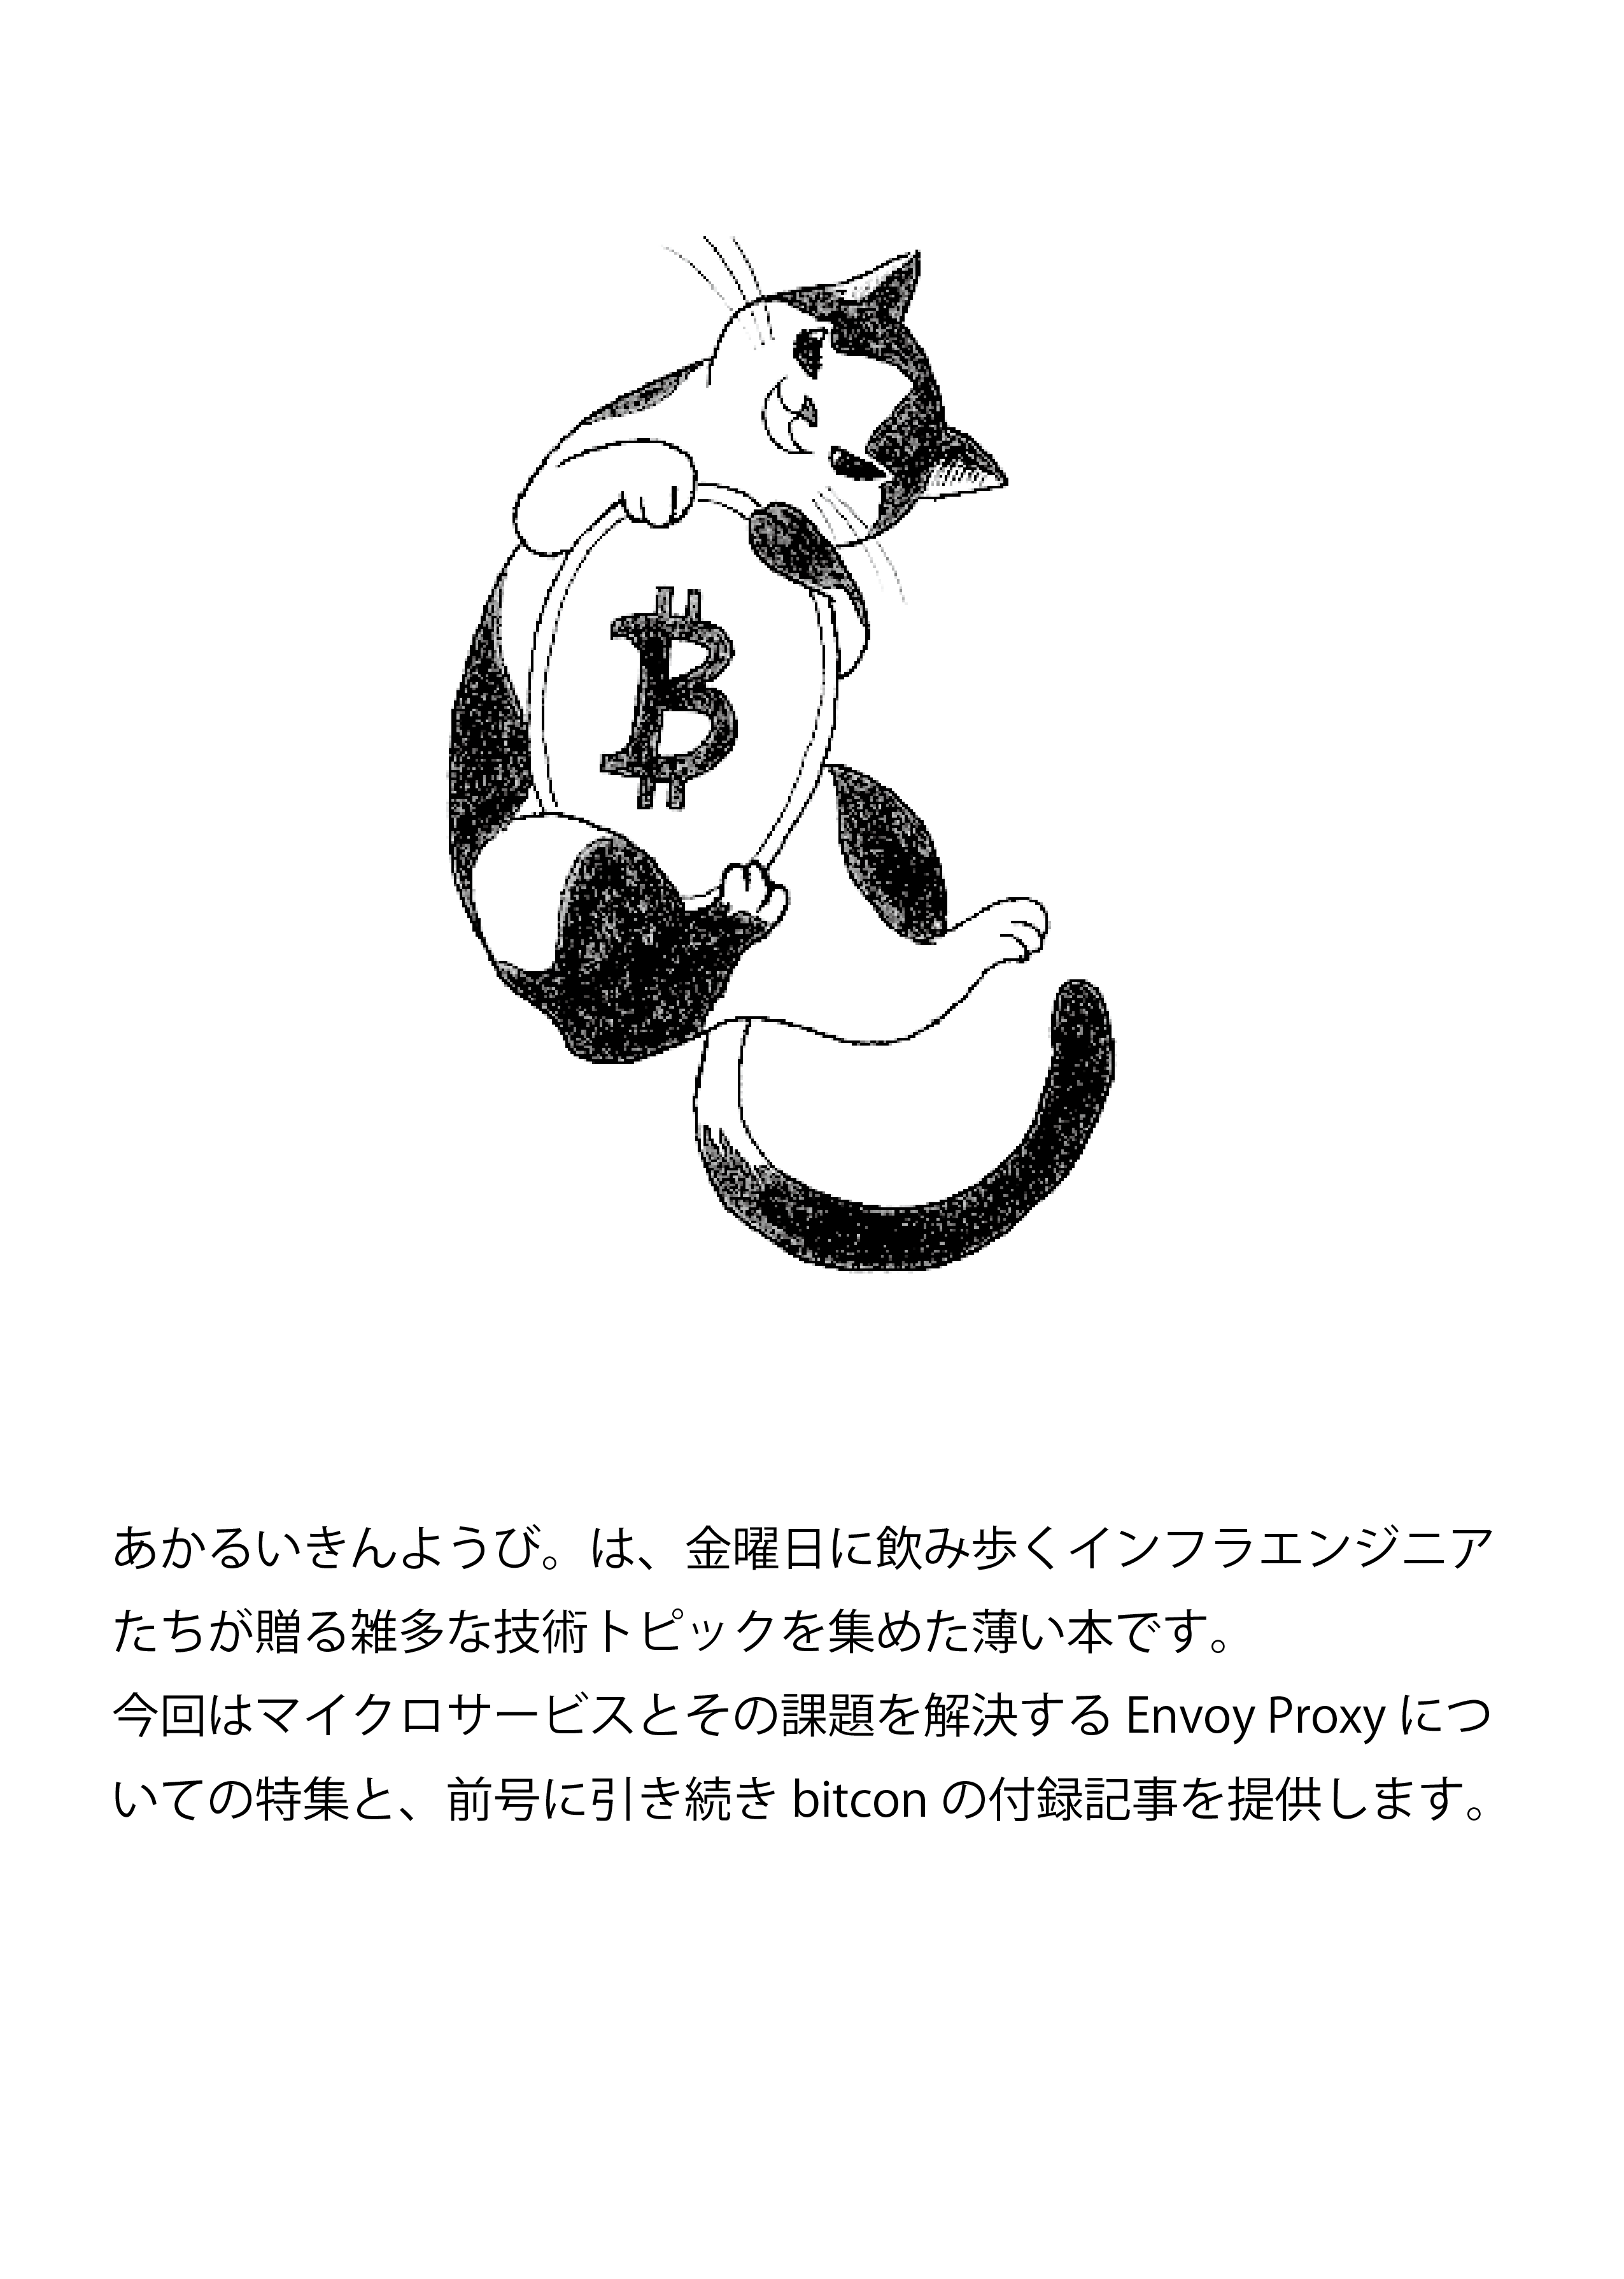 あかるいきんようび。は、金曜日に飲み歩くインフラエンジニア
たちが贈る雑多な技術トピックを集めた薄い本です。
今回はマイクロサービスとその課題を解決する Envoy Proxy につ
いての特集と、前号に引き続き bitcon の付録記事を提供します。